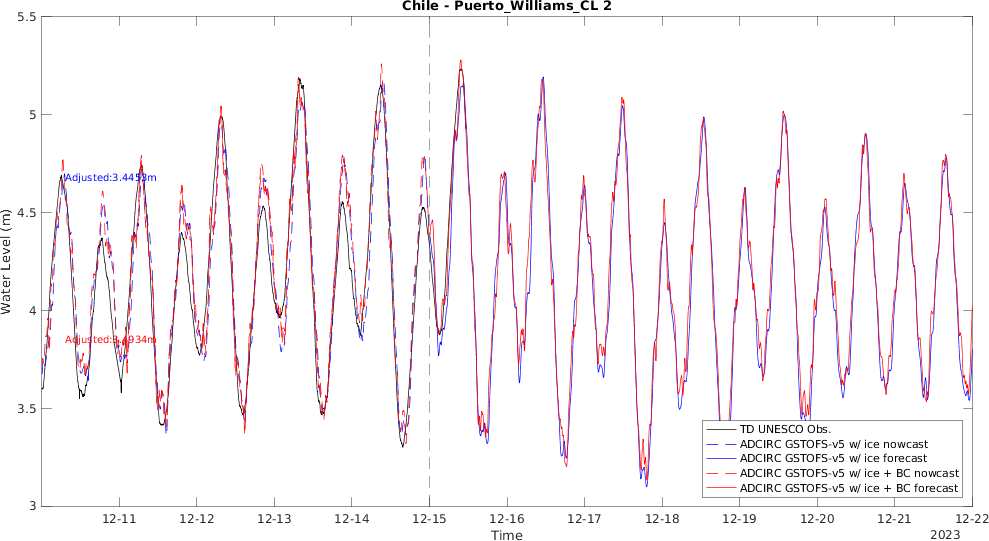 Chile - Puerto_Williams_CL 2
5.5
5
4.5
4
3.5
3
Water Level (m)
Adjusted:3.4453m
12-11
12-12
12-13
12-14
12-15
12-16
12-17
12-18
12-19
12-20
12-21
12-22
Time
2023
TD UNESCO Obs.
ADCIRC GSTOFS-v5 w/ ice nowcast
ADCIRC GSTOFS-v5 w/ ice forecast
ADCIRC GSTOFS-v5 w/ ice + BC nowcast
ADCIRC GSTOFS-v5 w/ ice + BC forecast